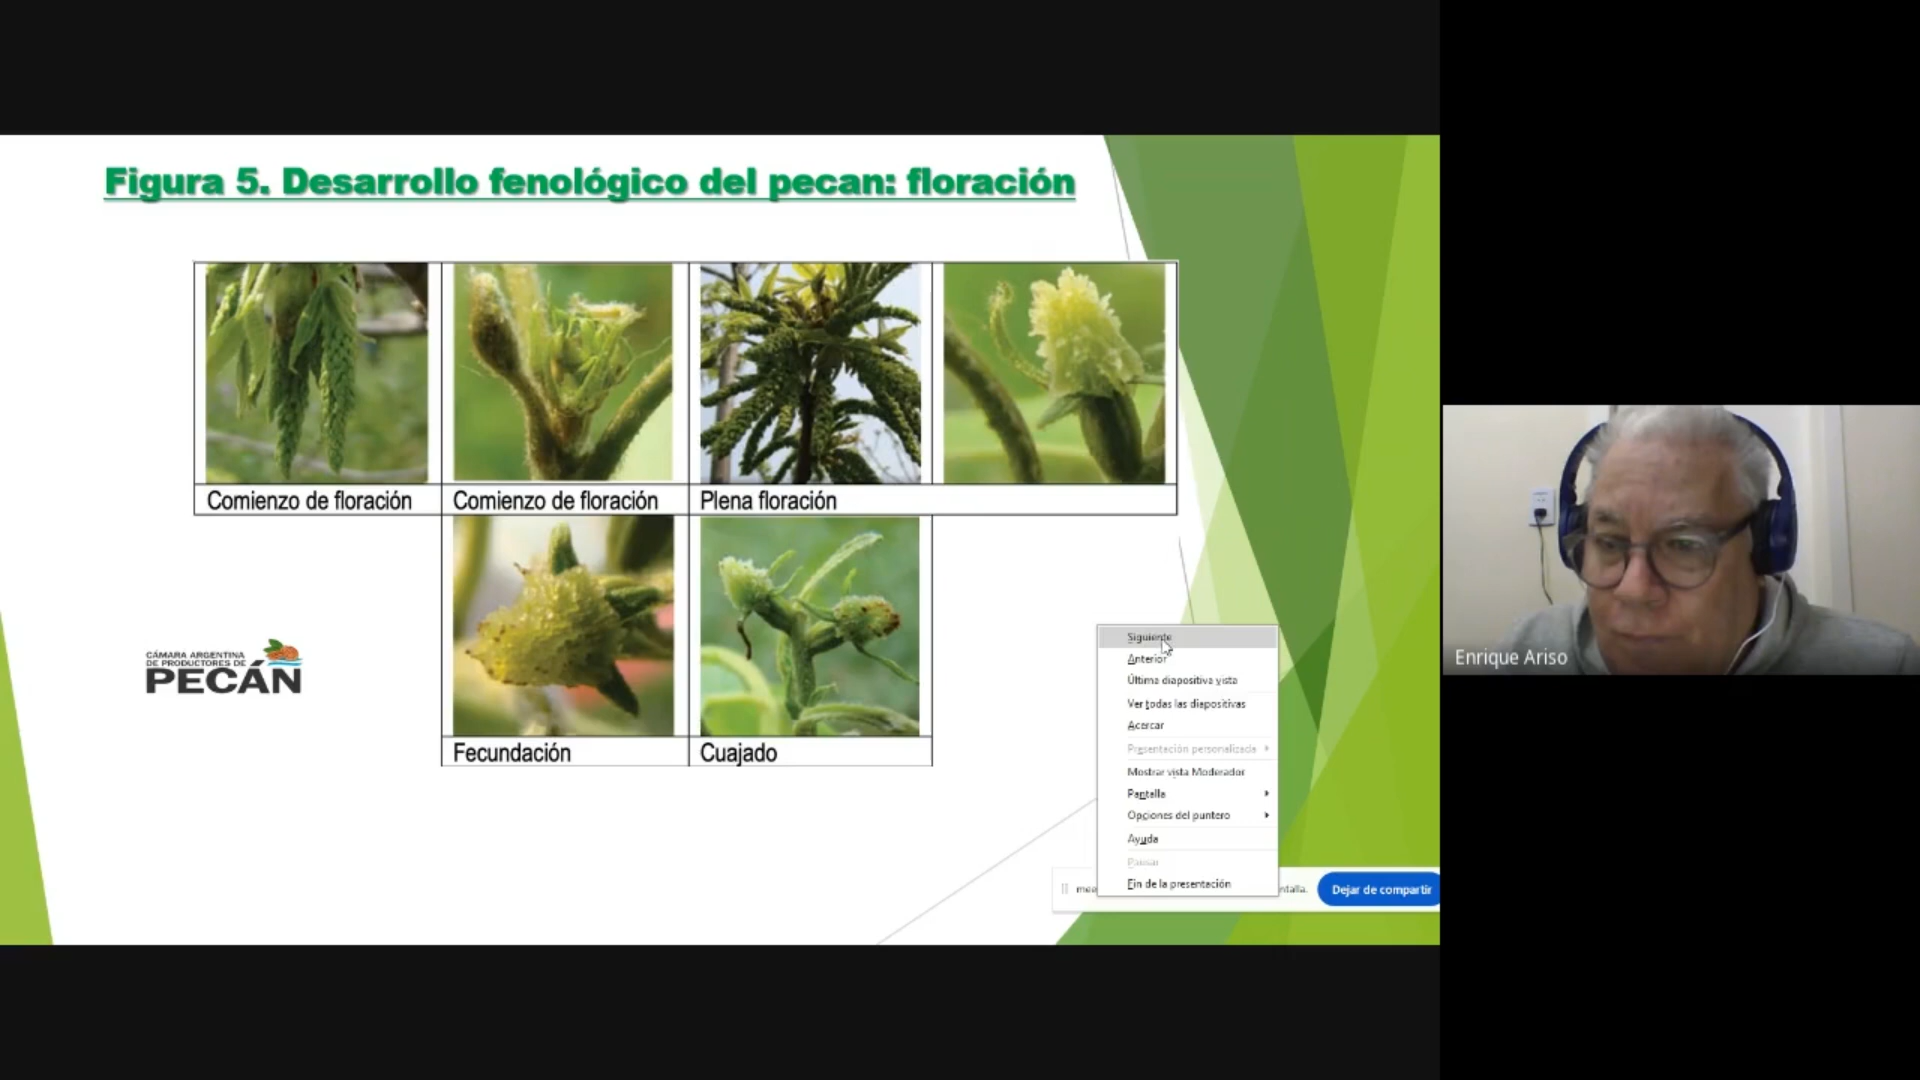 Figura 5. Desarrollo fenológico del pecan: floración
Comienzo de floración
Comienzo de floración
Plena floración
Fecundación
Cuajado
CÁMARA ARGENTINA
DE PRODUCTORES DE
PECÁN
Siguiente
Anterior
Última diapositiva vista
Ver todas las diapositivas
Acercar
Presentación personalizada
Mostrar vista Moderador
Pantalla
Opciones del puntero
Ayuda
Pausar
Fin de la presentación
Dejar de compartir
Enrique Ariso